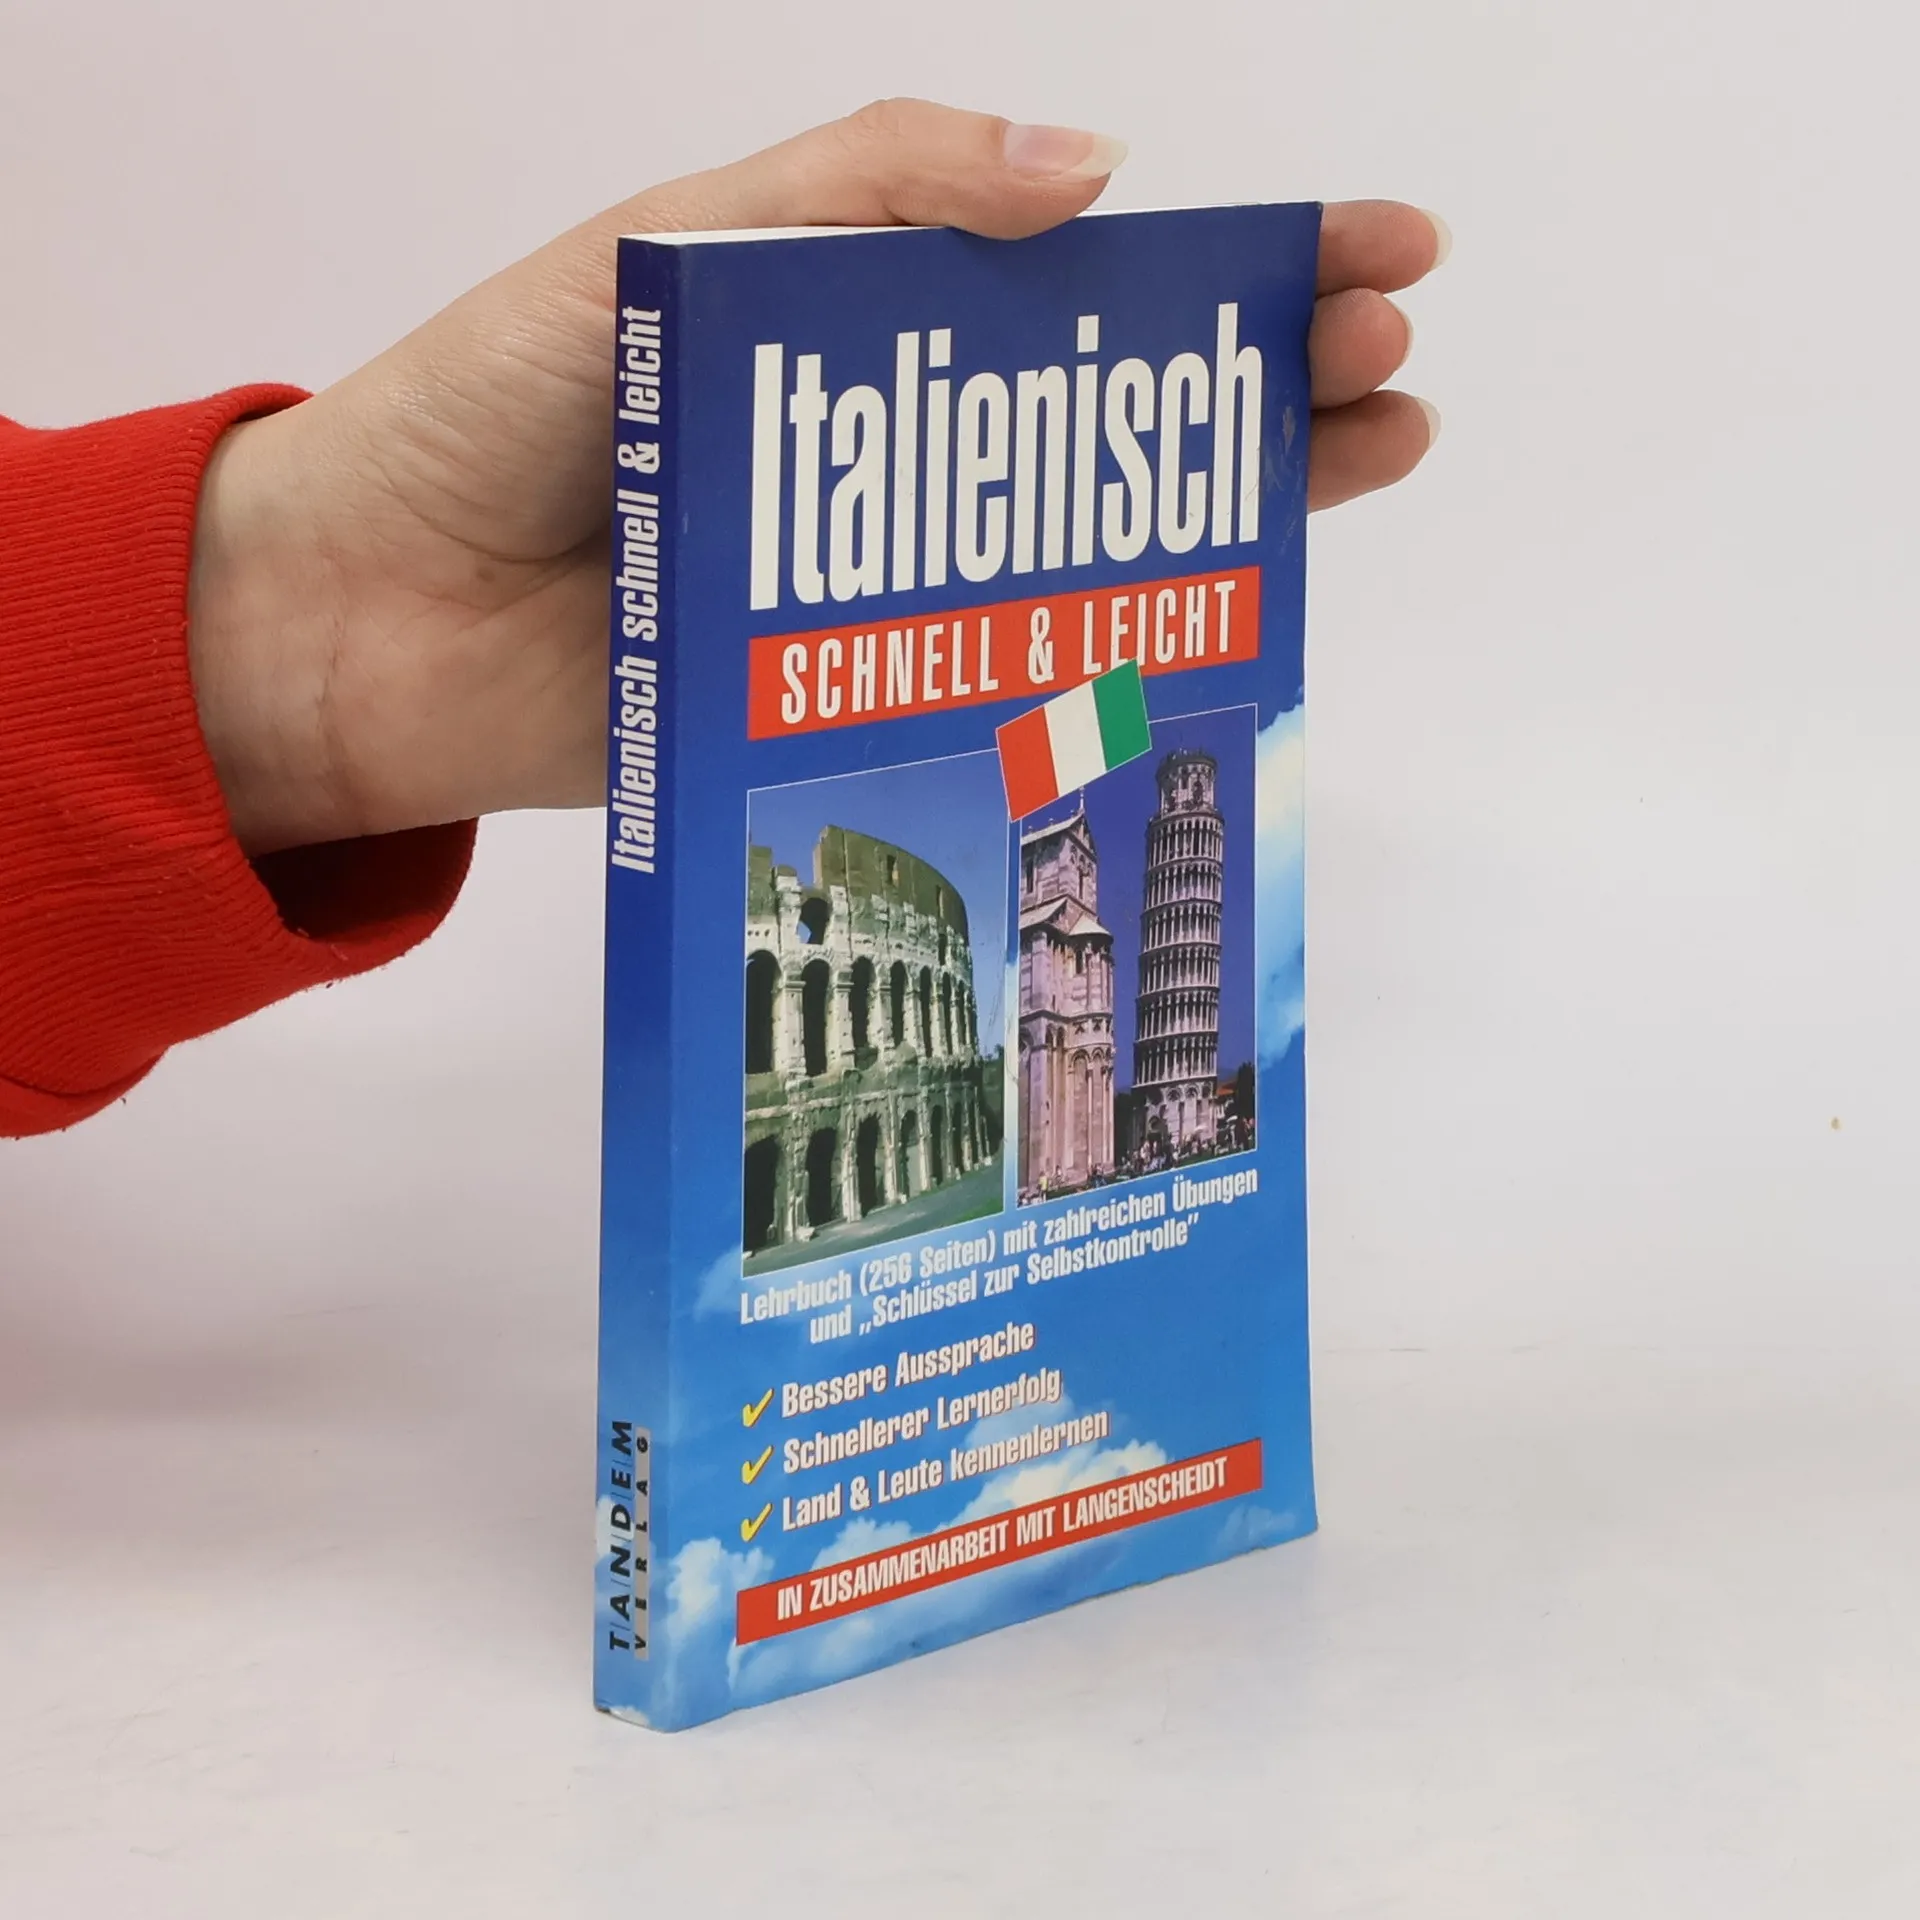 Italienisch schnell & leicht
TANDEM
VERLAG
Italienisch
SCHNELL & LEICHT
Lehrbuch (256 Seiten) mit zahlreichen Übungen
und „Schlüssel zur Selbstkontrolle”
✓ Bessere Aussprache
✓ Schnellerer Lernerfolg
✓ Land & Leute kennenlernen
IN ZUSAMMENARBEIT MIT LANGENSCHEIDT